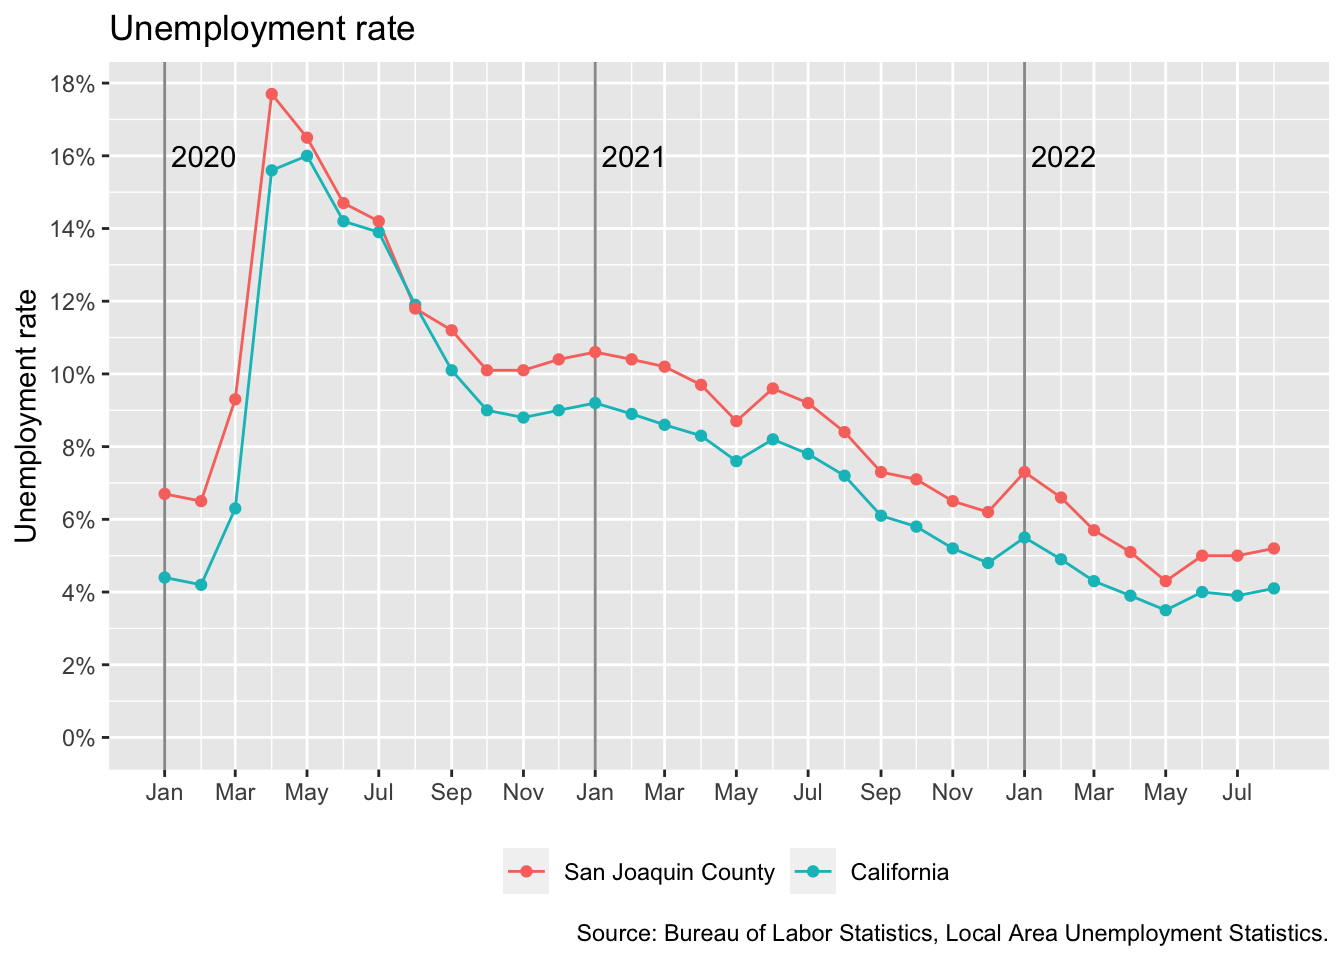 Unemployment rate
18%
16%
14%
12%
10%
8%
6%
4%
2%
0%
Unemployment rate
2020 2021 2022
Jan Mar May Jul Sep Nov Jan Mar May Jul Sep Nov Jan Mar May Jul
San Joaquin County California
Source: Bureau of Labor Statistics, Local Area Unemployment Statistics.